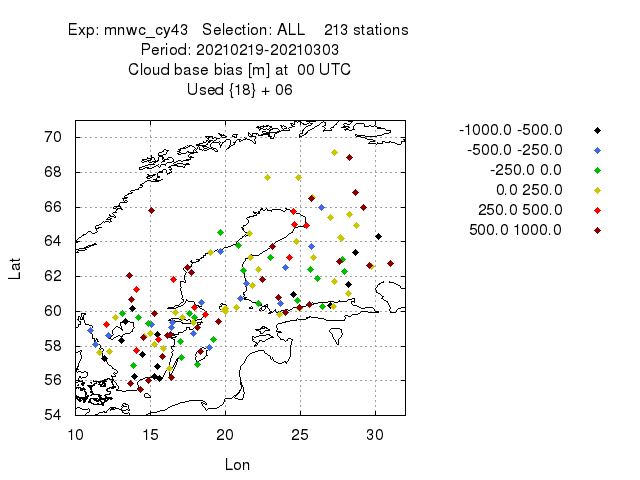 Exp: mnwc_cy43 Selection: ALL 213 stations
Period: 20210219-20210303
Cloud base bias [m] at 00 UTC
Used {18} + 06
-1000.0 -500.0
-500.0 -250.0
-250.0 0.0
0.0 250.0
250.0 500.0
500.0 1000.0
70
68
66
64
62
60
58
56
54
Lat
10 15 20 25 30
Lon